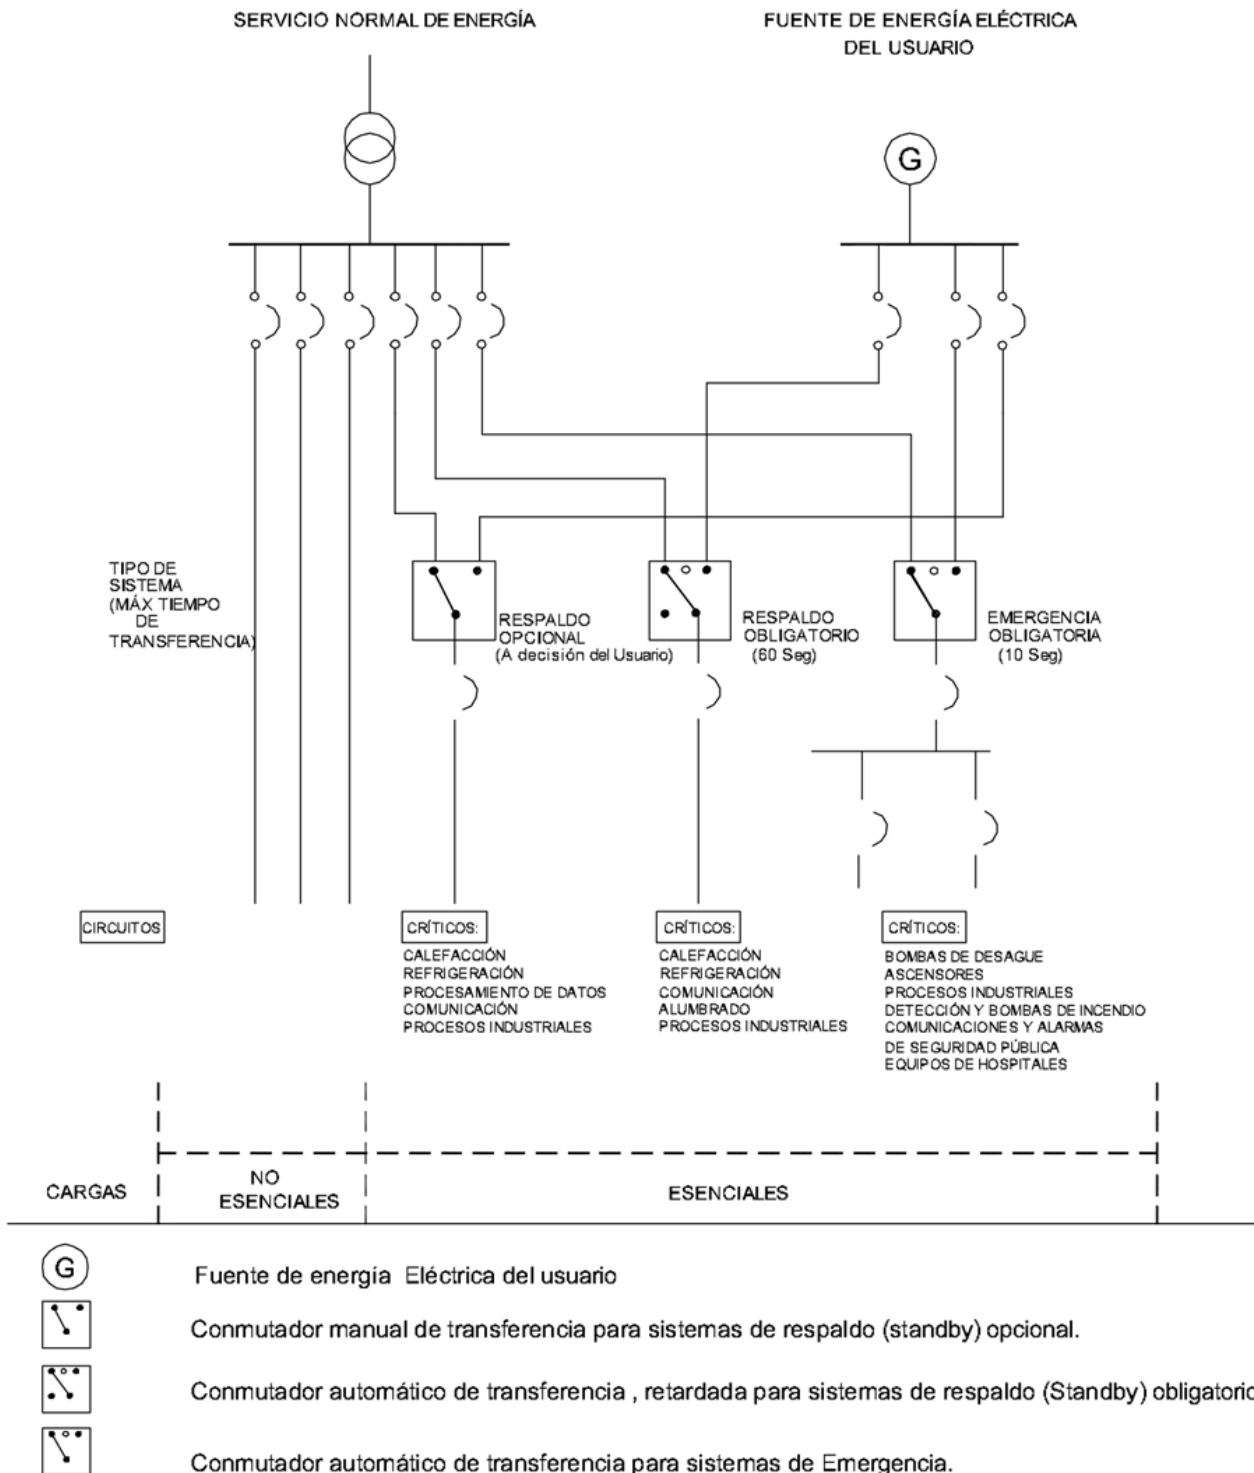 SERVICIO NORMAL DE ENERGÍA
FUENTE DE ENERGÍA ELÉCTRICA
DEL USUARIO
G
TIPO DE
SISTEMA
(MÁX TIEMPO
DE
TRANSFERENCIA)
RESPALDO
OPCIONAL
(A decisión del Usuario)
RESPALDO
OBLIGATORIO
(60 Seg)
EMERGENCIA
OBLIGATORIA
(10 Seg)
CIRCUITOS
CRÍTICOS:
CALEFACCIÓN
REFRIGERACIÓN
PROCESAMIENTO DE DATOS
COMUNICACIÓN
PROCESOS INDUSTRIALES
CRÍTICOS:
CALEFACCIÓN
REFRIGERACIÓN
COMUNICACIÓN
ALUMBRADO
PROCESOS INDUSTRIALES
CRÍTICOS:
BOMBAS DE DESAGUE
ASCENSORES
PROCESOS INDUSTRIALES
DETECCIÓN Y BOMBAS DE INCENDIO
COMUNICACIONES Y ALARMAS
DE SEGURIDAD PÚBLICA
EQUIPOS DE HOSPITALES
CARGAS
NO
ESENCIALES
ESENCIALES
G
Fuente de energía Eléctrica del usuario
Conmutador manual de transferencia para sistemas de respaldo (standby) opcional.
Conmutador automático de transferencia , retardada para sistemas de respaldo (Standby) obligatorio
Conmutador automático de transferencia para sistemas de Emergencia.